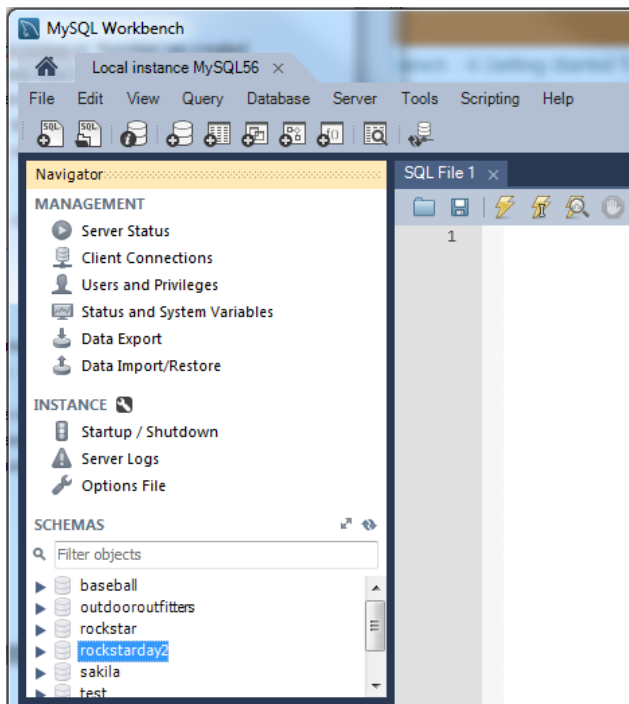 MySQL Workbench
Local instance MySQL56 ×
File Edit View Query Database Server Tools Scripting Help
SQL SQL
Navigator
SQL File 1 ×
MANAGEMENT
1
Server Status
Client Connections
Users and Privileges
Status and System Variables
Data Export
Data Import/Restore
INSTANCE
Startup / Shutdown
Server Logs
Options File
SCHEMAS
Filter objects
baseball
outdooroutfitters
rockstar
rockstarday2
sakila
test